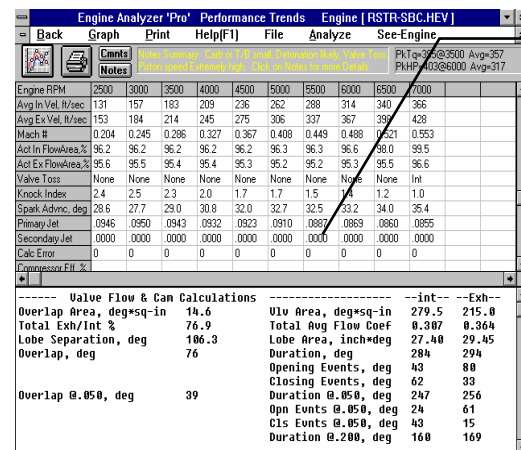 Engine Analyzer 'Pro'   Performance Trends   Engine [ RSTR-SBC.HEV ]
Back Graph Print Help(F1) File Analyze See-Engine
Cmnts Notes Summary: Carb or T/B small, Detonation likely, Valve Toss, PkTq=395@3500 Avg=357
Notes Piston speed Extremely high. Click on Notes for more Details PkHP=403@6000 Avg=317
Engine RPM 2500 3000 3500 4000 4500 5000 5500 6000 6500 7000
Avg In Vel, ft/sec 131 157 183 209 236 262 288 314 340 366
Avg Ex Vel, ft/sec 153 184 214 245 275 306 337 367 398 428
Mach # 0.204 0.245 0.286 0.327 0.367 0.408 0.449 0.488 0.521 0.553
Act In FlowArea,% 96.2 96.2 96.2 96.2 96.2 96.3 96.3 96.6 98.0 99.5
Act Ex FlowArea,% 95.6 95.5 95.4 95.4 95.3 95.2 95.2 95.3 95.5 96.6
Valve Toss None None None None None None None None None Int
Knock Index 2.4 2.5 2.3 2.0 1.7 1.7 1.5 1.4 1.2 1.0
Spark Advnc, deg 28.6 27.7 29.0 30.8 32.0 32.7 32.5 33.2 34.0 35.4
Primary Jet .0946 .0950 .0943 .0932 .0923 .0910 .0887 .0869 .0860 .0855
Secondary Jet .0000 .0000 .0000 .0000 .0000 .0000 .0000 .0000 .0000 .0000
Calc Error 0 0 0 0 0 0 0 0 0 0
Compressor Eff, %
------ Valve Flow & Cam Calculations ------------------- --int-- --Exh--
Overlap Area, deg*sq-in 14.6 Vlv Area, deg*sq-in 279.5 215.0
Total Exh/Int % 76.9 Total Avg Flow Coef 0.307 0.364
Lobe Separation, deg 106.3 Lobe Area, inch*deg 27.40 29.45
Overlap, deg 76 Duration, deg 284 294
Opening Events, deg 43 80
Closing Events, deg 62 33
Overlap @.050, deg 39 Duration @.050, deg 247 256
Opn Evnts @.050, deg 24 61
Cls Evnts @.050, deg 43 15
Duration @.200, deg 160 169